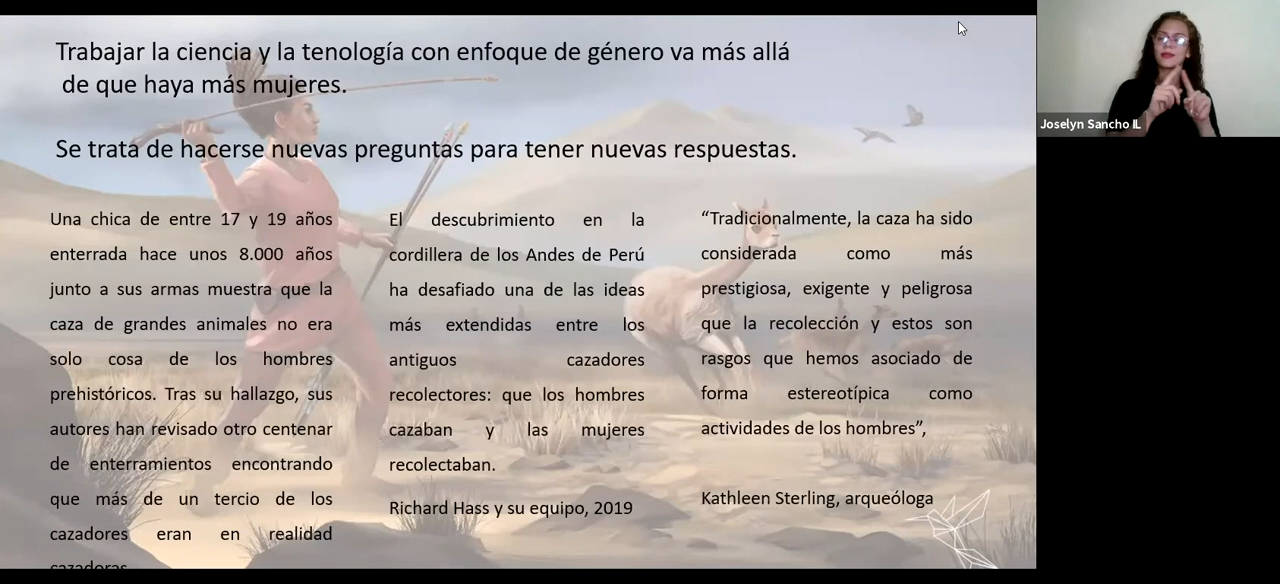 Trabajar la ciencia y la tenología con enfoque de género va más allá
de que haya más mujeres.
Se trata de hacerse nuevas preguntas para tener nuevas respuestas.
Una chica de entre 17 y 19 años
enterrada hace unos 8.000 años
junto a sus armas muestra que la
caza de grandes animales no era
solo cosa de los hombres
prehistóricos. Tras su hallazgo, sus
autores han revisado otro centenar
de enterramientos encontrando
que más de un tercio de los
cazadores eran en realidad
cazadoras.
El descubrimiento en la
cordillera de los Andes de Perú
ha desafiado una de las ideas
más extendidas entre los
antiguos cazadores
recolectores: que los hombres
cazaban y las mujeres
recolectaban.
Richard Hass y su equipo, 2019
“Tradicionalmente, la caza ha sido
considerada como más
prestigiosa, exigente y peligrosa
que la recolección y estos son
rasgos que hemos asociado de
forma estereotípica como
actividades de los hombres”,
Kathleen Sterling, arqueóloga
Joselyn Sancho IL